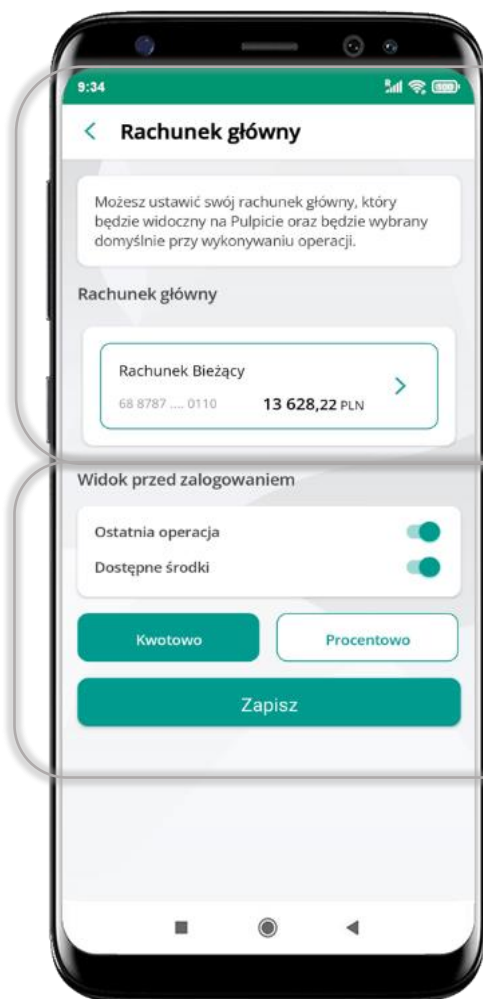 9:34
Rachunek główny
Możesz ustawić swój rachunek główny, który
będzie widoczny na Pulpicie oraz będzie wybrany
domyślnie przy wykonywaniu operacji.
Rachunek główny
Rachunek Bieżący
68 8787 .... 0110 13 628,22 PLN
Widok przed zalogowaniem
Ostatnia operacja
Dostępne środki
Kwotowo Procentowo
Zapisz